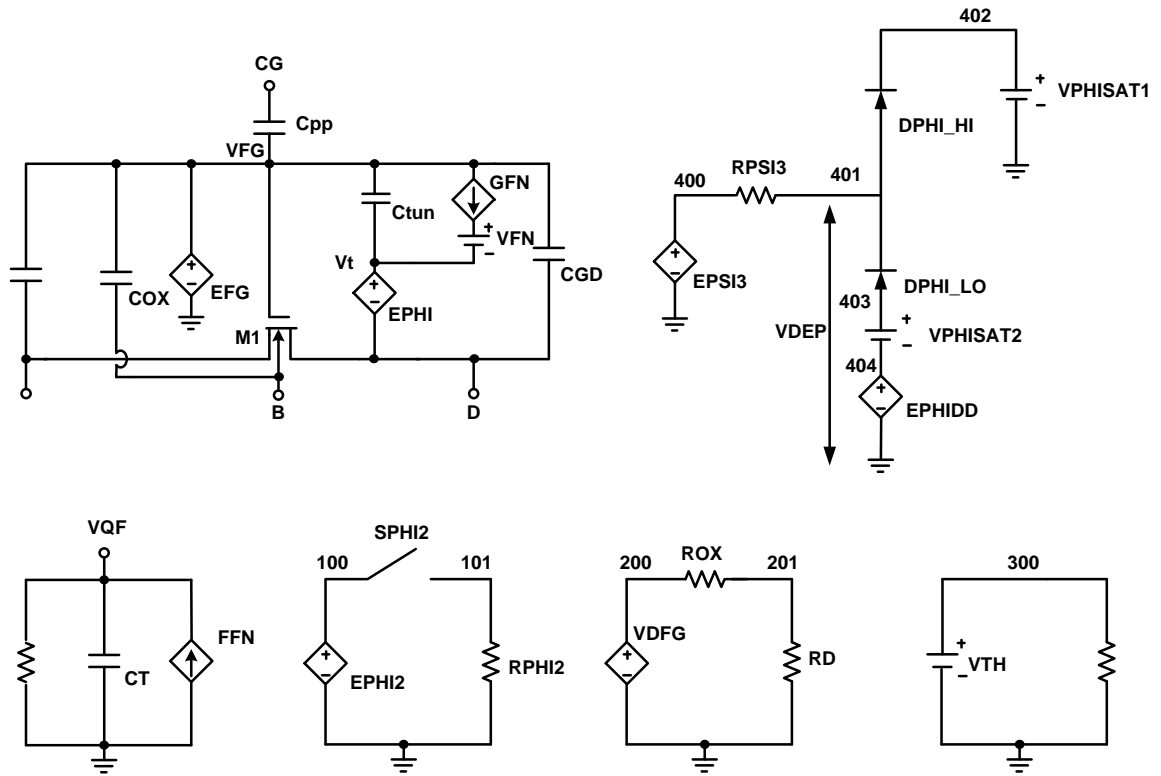 402
CG
+
VPHISAT1
-
Cpp
DPHI_HI
VFG
GFN
RPSI3
400
401
Ctun
+
VFN
-
Vt
CGD
+
-
EFG
COX
+
-
EPSI3
DPHI_LO
+
-
EPHI
403
+
VPHISAT2
-
M1
VDEP
404
+
-
EPHIDD
B
D
VQF
SPHI2
100
101
200
ROX
201
300
FFN
VDFG
CT
+
-
EPHI2
RPHI2
+
-
RD
+
VTH
-